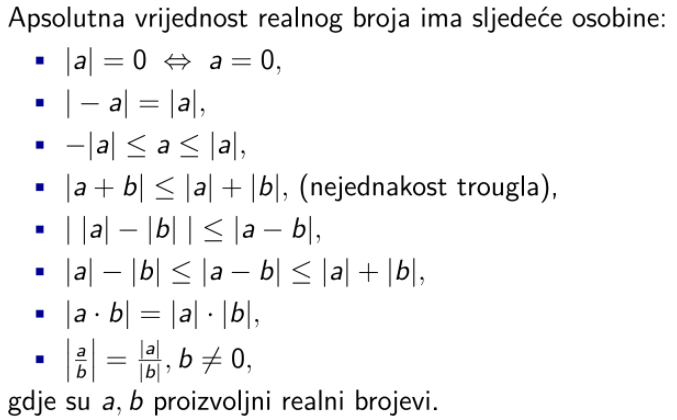 Apsolutna vrijednost realnog broja ima sljedeće osobine:
▪ |a| = 0 ⇔ a = 0,
▪ | − a| = |a|,
▪ −|a| ≤ a ≤ |a|,
▪ |a + b| ≤ |a| + |b|, (nejednakost trougla),
▪ | |a| − |b| | ≤ |a − b|,
▪ |a| − |b| ≤ |a − b| ≤ |a| + |b|,
▪ |a · b| = |a| · |b|,
▪ |a/b| = |a|/|b|, b ≠ 0,
gdje su a, b proizvoljni realni brojevi.